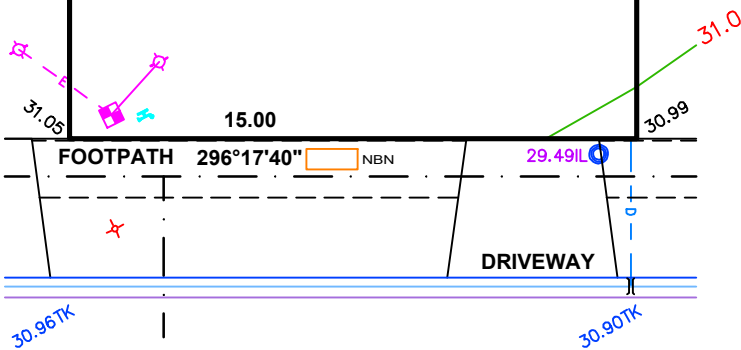 31.0
E
31.05
15.00
30.99
FOOTPATH 296°17'40" NBN
29.49IL
D
DRIVEWAY
30.96TK
30.90TK